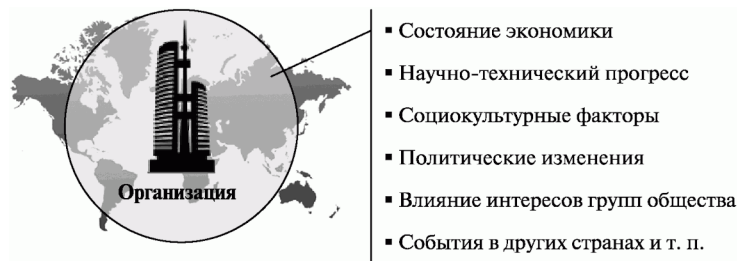 Организация
▪ Состояние экономики
▪ Научно-технический прогресс
▪ Социокультурные факторы
▪ Политические изменения
▪ Влияние интересов групп общества
▪ События в других странах и т. п.